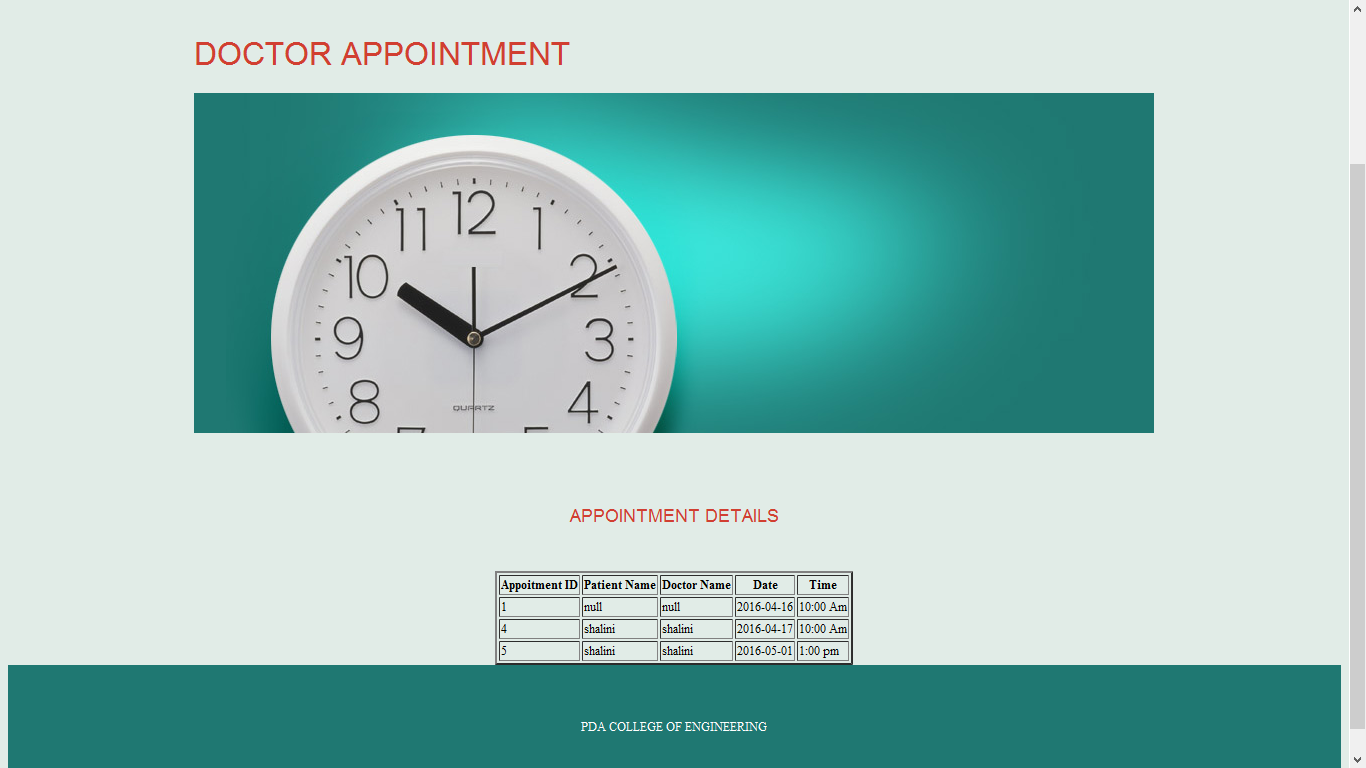 DOCTOR APPOINTMENT
12
11 1
10 2
9 3
8 4
QUARTZ
APPOINTMENT DETAILS
Appoitment ID Patient Name Doctor Name Date Time
1 null null 2016-04-16 10:00 Am
4 shalini shalini 2016-04-17 10:00 Am
5 shalini shalini 2016-05-01 1:00 pm
PDA COLLEGE OF ENGINEERING